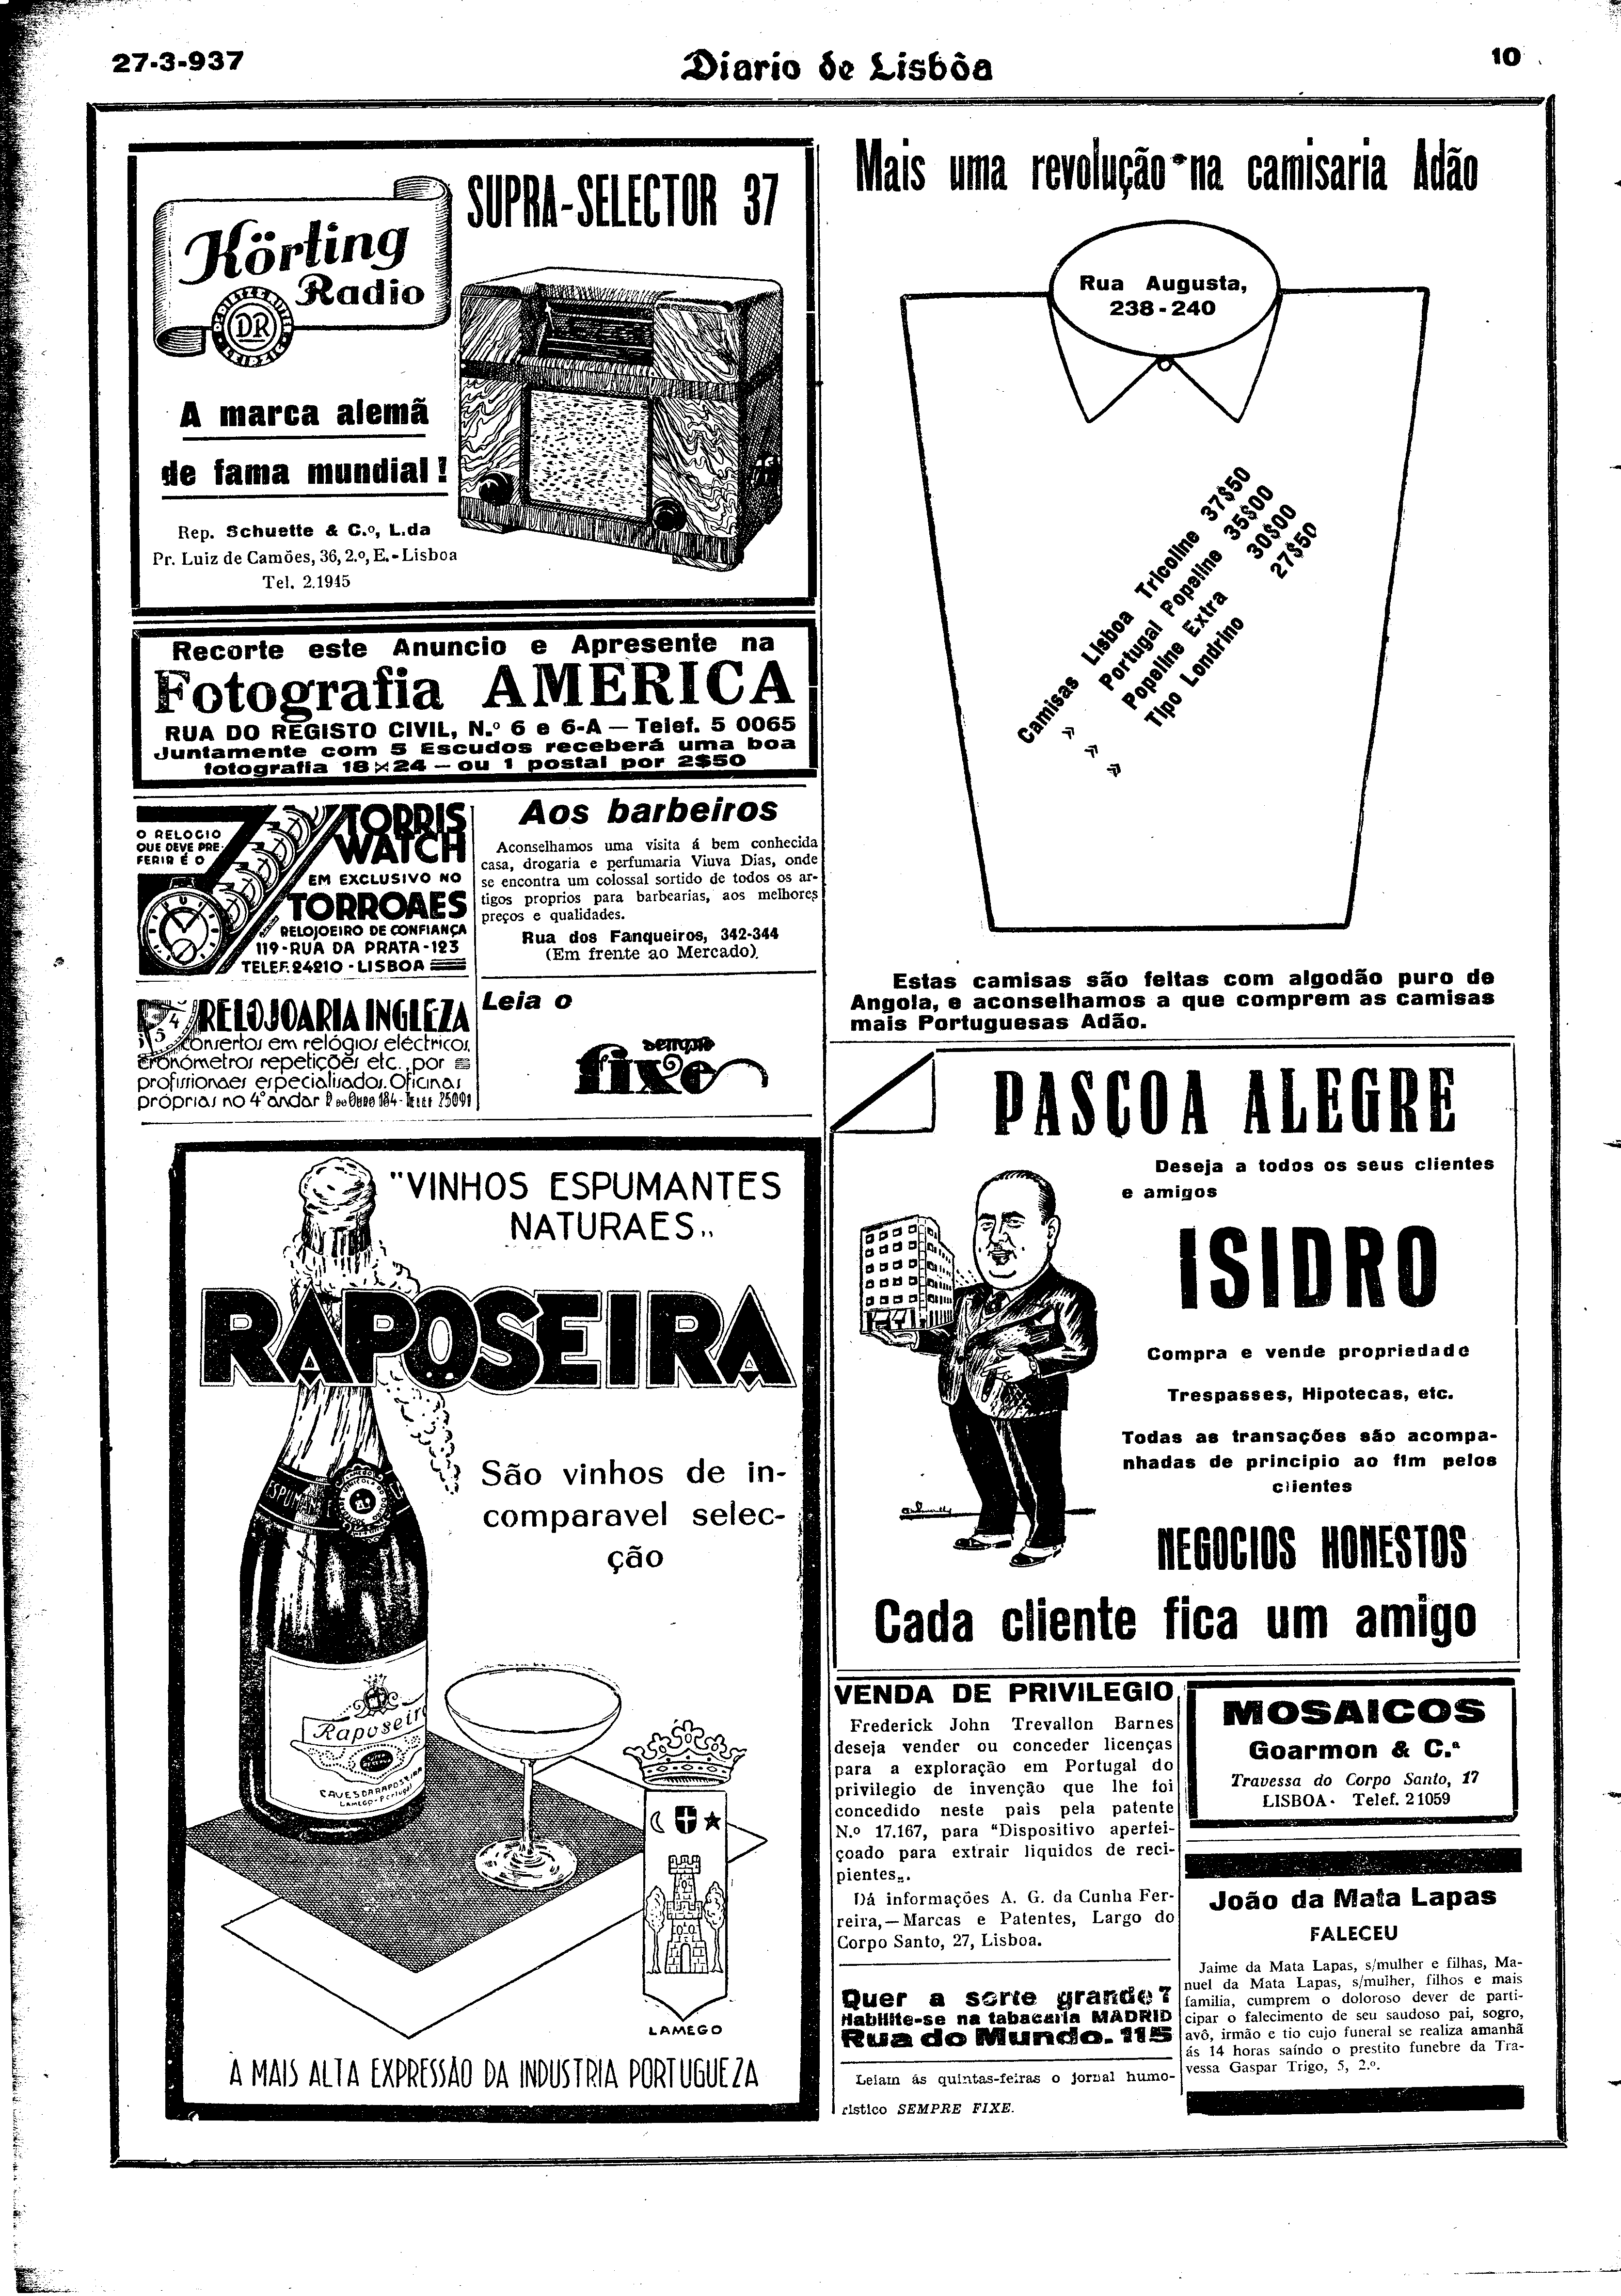 27-3-937
Diario de Lisbôa
10
SUPRA-SELECTOR 37
Körting
Radio
DR
LEIPZIG
A marca alemã
de fama mundial!
Rep. Schuette & C.º, L.da
Pr. Luiz de Camões, 36, 2.º, E. - Lisboa
Tel. 2.1945
Recorte este Anuncio e Apresente na
Fotografia AMERICA
RUA DO REGISTO CIVIL, N.º 6 e 6-A — Telef. 5 0065
Juntamente com 5 Escudos receberá uma boa
fotografia 18×24 — ou 1 postal por 2$50
O RELOGIO
QUE DEVE PRE-
FERIR É O
TORRIS
WATCH
EM EXCLUSIVO NO
TORROAES
RELOJOEIRO DE CONFIANÇA
119-RUA DA PRATA-123
TELEF. 24210 - LISBOA
RELOJOARIA INGLEZA
Consertos em relógios eléctricos,
cronómetros repetições etc., por
profissionaes especialisados. Oficinas
próprias no 4º andar R. do Ouro 184 - Telef 25091
Aos barbeiros
Aconselhamos uma visita á bem conhecida
casa, drogaria e perfumaria Viuva Dias, onde
se encontra um colossal sortido de todos os ar-
tigos proprios para barbearias, aos melhores
preços e qualidades.
Rua dos Fanqueiros, 342-344
(Em frente ao Mercado).
Leia o
sempre
fixe
"VINHOS ESPUMANTES
NATURAES"
RAPOSEIRA
São vinhos de in-
comparavel selec-
ção
ESPUMAN
Raposeira
CAVES DA RAPOSEIRA
LAMEGO-Portugal
LAMEGO
A MAIS ALTA EXPRESSÃO DA INDUSTRIA PORTUGUEZA
Mais uma revolução na camisaria Adão
Rua Augusta,
238-240
Camisas Lisboa Tricoline 37$50
» Portugal Popeline 35$00
» Popeline Extra 30$00
» Tipo Londrino 27$50
Estas camisas são feitas com algodão puro de
Angola, e aconselhamos a que comprem as camisas
mais Portuguesas Adão.
PASCOA ALEGRE
Deseja a todos os seus clientes
e amigos
ISIDRO
Compra e vende propriedade
Trespasses, Hipotecas, etc.
Todas as transações são acompa-
nhadas de principio ao fim pelos
clientes
NEGOCIOS HONESTOS
Cada cliente fica um amigo
VENDA DE PRIVILEGIO
Frederick John Trevallon Barnes
deseja vender ou conceder licenças
para a exploração em Portugal do
privilegio de invenção que lhe foi
concedido neste pais pela patente
N.º 17.167, para "Dispositivo aperfei-
çoado para extrair liquidos de reci-
pientes„.
Dá informações A. G. da Cunha Fer-
reira,—Marcas e Patentes, Largo do
Corpo Santo, 27, Lisboa.
Quer a sorte grande?
Habilite-se na tabacaria MADRID
Rua do Mundo. 115
Leiam ás quintas-feiras o jornal humo-
ristico SEMPRE FIXE.
MOSAICOS
Goarmon & C.ª
Travessa do Corpo Santo, 17
LISBOA - Telef. 21059
João da Mata Lapas
FALECEU
Jaime da Mata Lapas, s/mulher e filhas, Ma-
nuel da Mata Lapas, s/mulher, filhos e mais
familia, cumprem o doloroso dever de parti-
cipar o falecimento de seu saudoso pai, sogro,
avô, irmão e tio cujo funeral se realiza amanhã
ás 14 horas saíndo o prestito funebre da Tra-
vessa Gaspar Trigo, 5, 2.º.